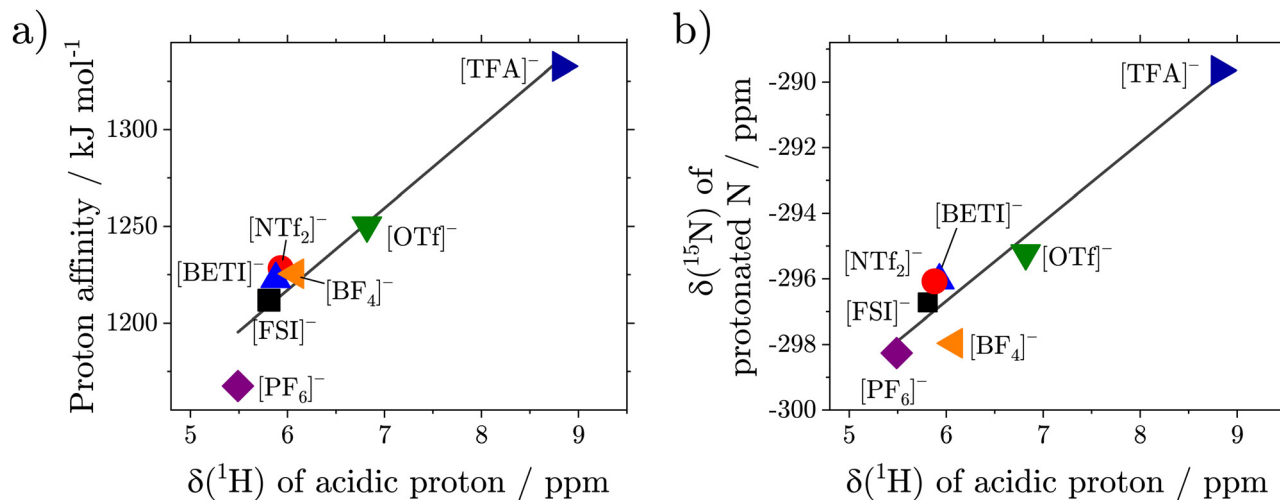 a)
Proton affinity / kJ mol⁻¹
1300
1250
1200
[TFA]⁻
[NTf₂]⁻
[OTf]⁻
[BETI]⁻
[BF₄]⁻
[FSI]⁻
[PF₆]⁻
5 6 7 8 9
δ(¹H) of acidic proton / ppm
b)
δ(¹⁵N) of
protonated N / ppm
-290
-292
-294
-296
-298
-300
[TFA]⁻
[BETI]⁻
[NTf₂]⁻
[OTf]⁻
[FSI]⁻
[BF₄]⁻
[PF₆]⁻
5 6 7 8 9
δ(¹H) of acidic proton / ppm